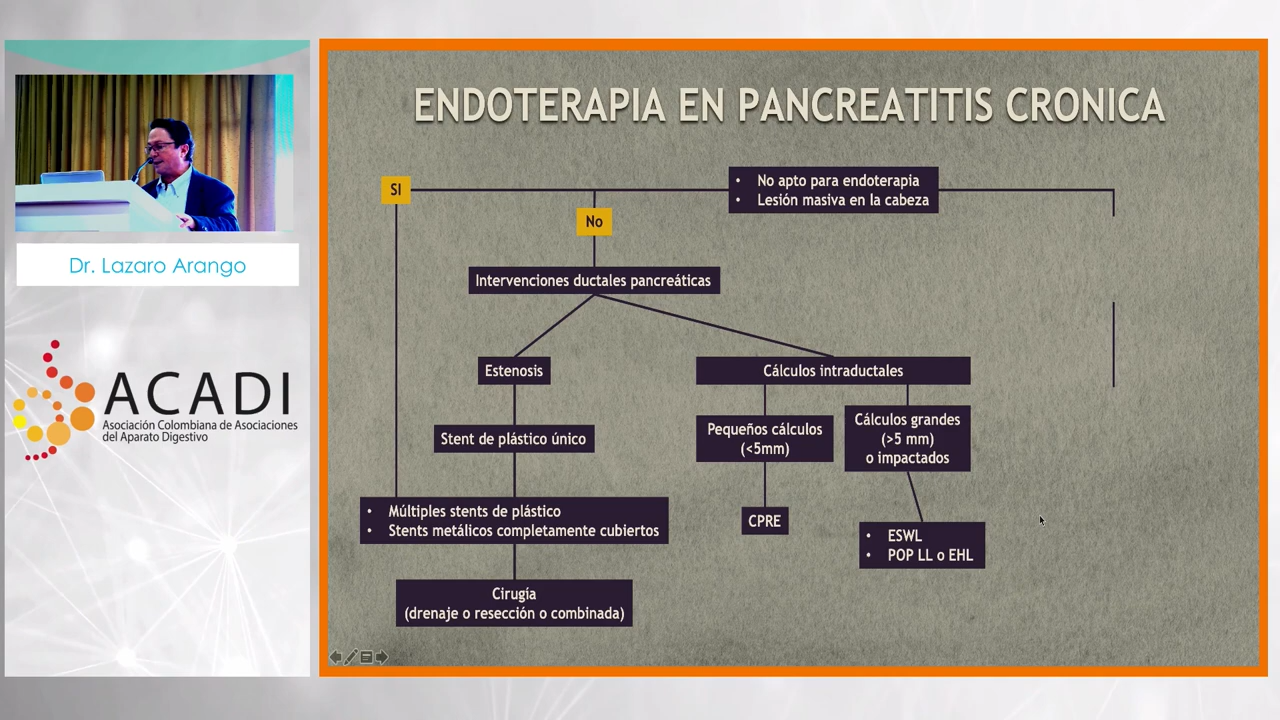 ENDOTERAPIA EN PANCREATITIS CRONICA
SI
• No apto para endoterapia
• Lesión masiva en la cabeza
No
Intervenciones ductales pancreáticas
Estenosis
Cálculos intraductales
Stent de plástico único
Pequeños cálculos
(<5mm)
Cálculos grandes
(>5 mm)
o impactados
• Múltiples stents de plástico
• Stents metálicos completamente cubiertos
CPRE
• ESWL
• POP LL o EHL
Cirugía
(drenaje o resección o combinada)
Dr. Lazaro Arango
ACADI
Asociación Colombiana de Asociaciones
del Aparato Digestivo